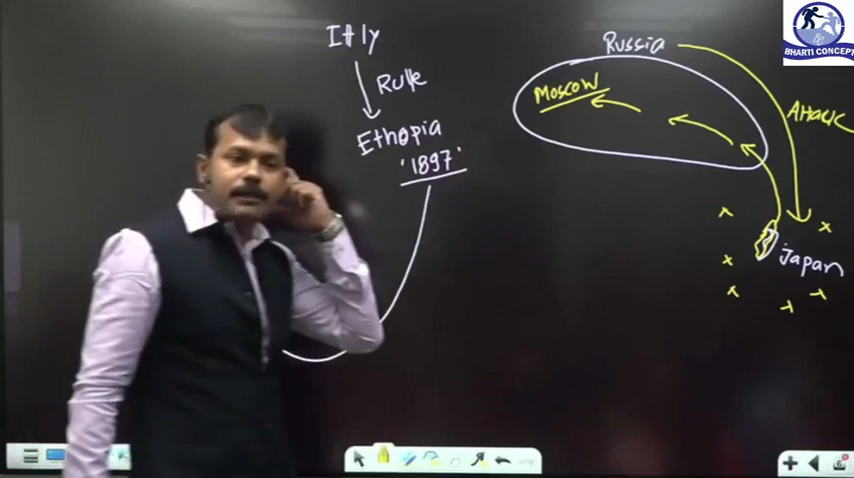 Itly
Rule
Ethopia
'1897'
Russia
Moscow
Attack
Japan
BHARTI CONCEPT